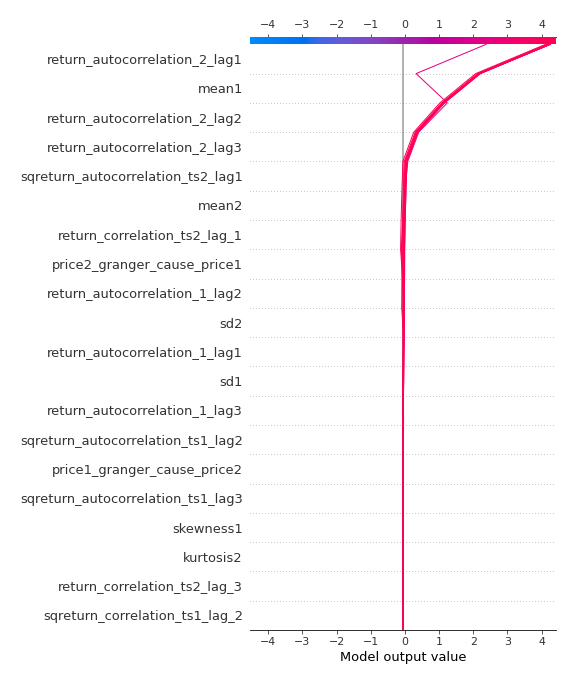 −4 −3 −2 −1 0 1 2 3 4
return_autocorrelation_2_lag1
mean1
return_autocorrelation_2_lag2
return_autocorrelation_2_lag3
sqreturn_autocorrelation_ts2_lag1
mean2
return_correlation_ts2_lag_1
price2_granger_cause_price1
return_autocorrelation_1_lag2
sd2
return_autocorrelation_1_lag1
sd1
return_autocorrelation_1_lag3
sqreturn_autocorrelation_ts1_lag2
price1_granger_cause_price2
sqreturn_autocorrelation_ts1_lag3
skewness1
kurtosis2
return_correlation_ts2_lag_3
sqreturn_correlation_ts1_lag_2
−4 −3 −2 −1 0 1 2 3 4
Model output value